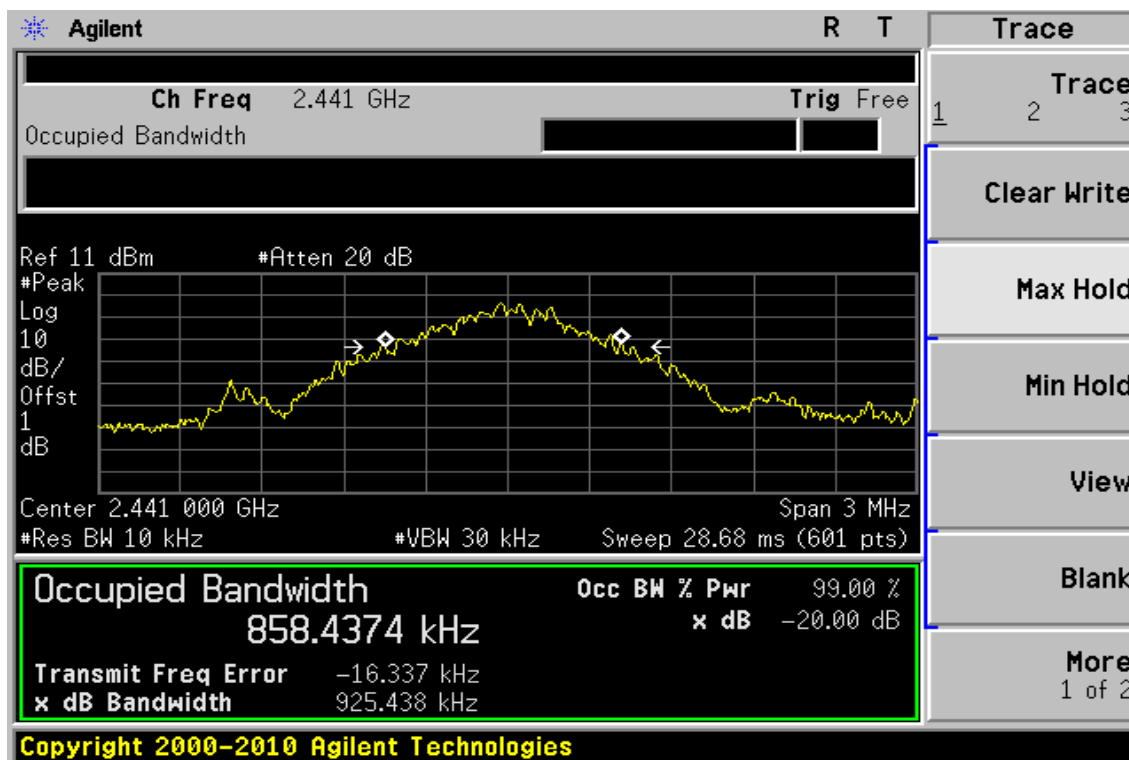 Agilent R T Trace
Ch Freq 2.441 GHz Trig Free
Occupied Bandwidth
Trace
1 2 3
Clear Write
Max Hold
Min Hold
View
Blank
More
1 of 2
Ref 11 dBm #Atten 20 dB
#Peak
Log
10
dB/
Offst
1
dB
Center 2.441 000 GHz Span 3 MHz
#Res BW 10 kHz #VBW 30 kHz Sweep 28.68 ms (601 pts)
Occupied Bandwidth Occ BW % Pwr 99.00 %
858.4374 kHz x dB -20.00 dB
Transmit Freq Error -16.337 kHz
x dB Bandwidth 925.438 kHz
Copyright 2000-2010 Agilent Technologies